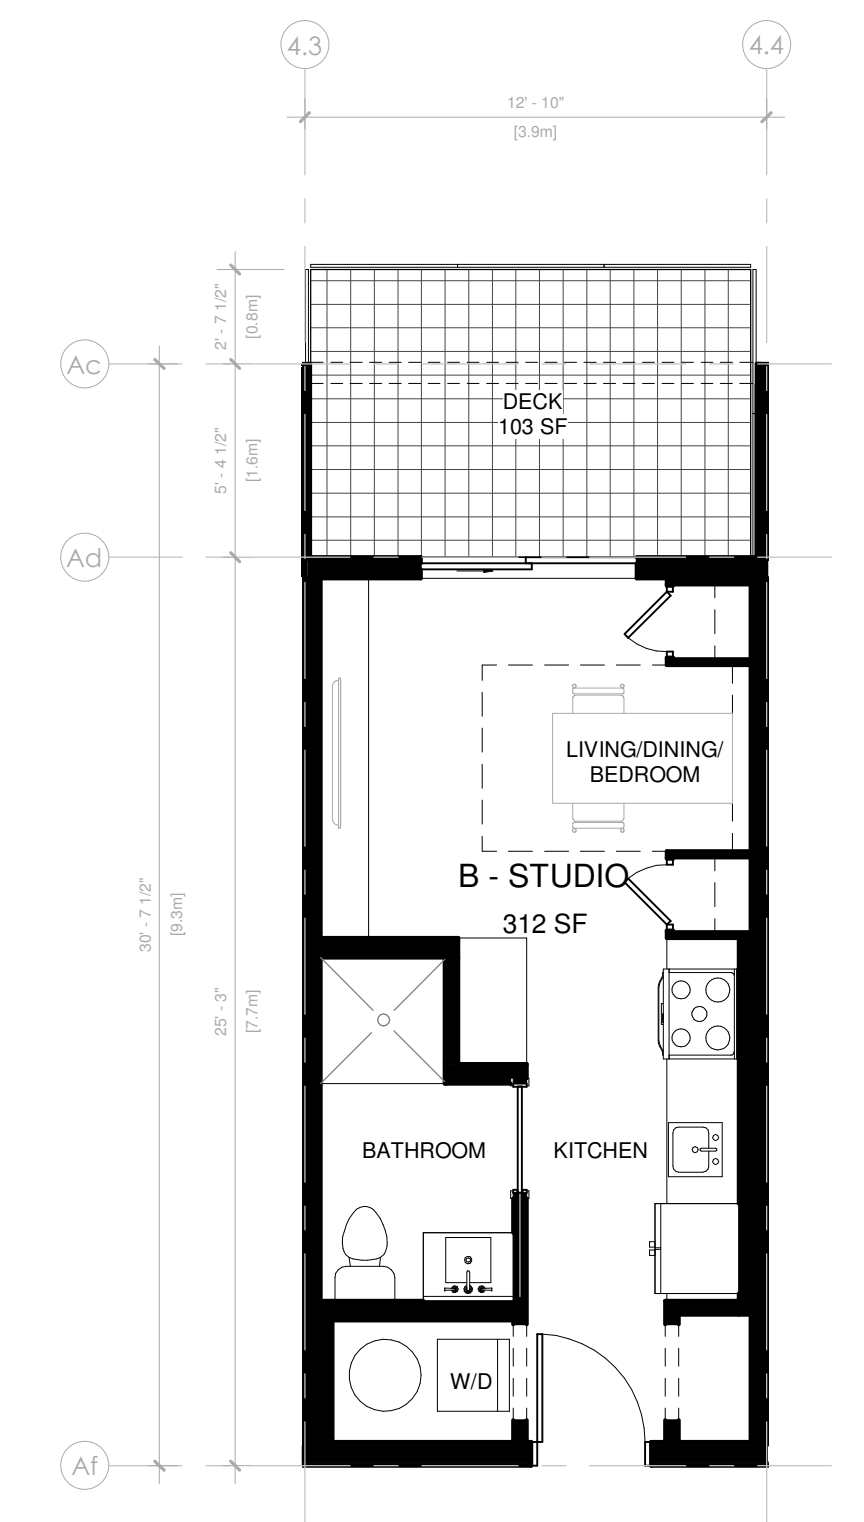 4.3
4.4
12' - 10"
[3.9m]
2' - 7 1/2"
[0.8m]
Ac
DECK
103 SF
5' - 4 1/2"
[1.6m]
Ad
LIVING/DINING/
BEDROOM
B - STUDIO
312 SF
30' - 7 1/2"
[9.3m]
25' - 3"
[7.7m]
BATHROOM
KITCHEN
W/D
Af